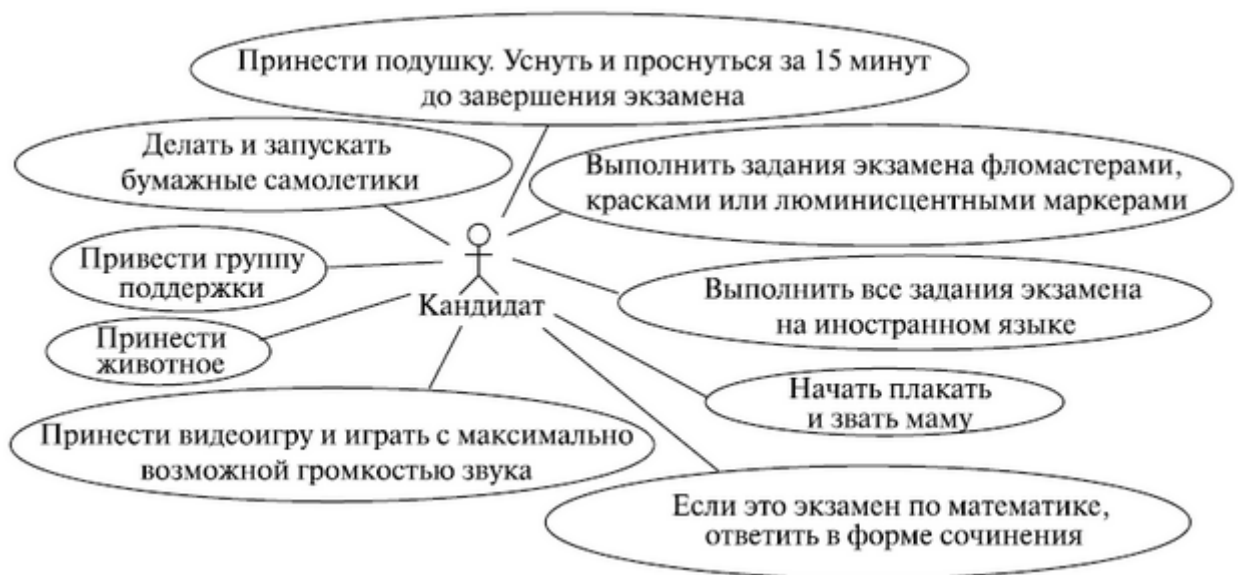 Принести подушку. Уснуть и проснуться за 15 минут
до завершения экзамена
Делать и запускать
бумажные самолетики
Выполнить задания экзамена фломастерами,
красками или люминисцентными маркерами
Привести группу
поддержки
Кандидат
Выполнить все задания экзамена
на иностранном языке
Принести
животное
Начать плакать
и звать маму
Принести видеоигру и играть с максимально
возможной громкостью звука
Если это экзамен по математике,
ответить в форме сочинения